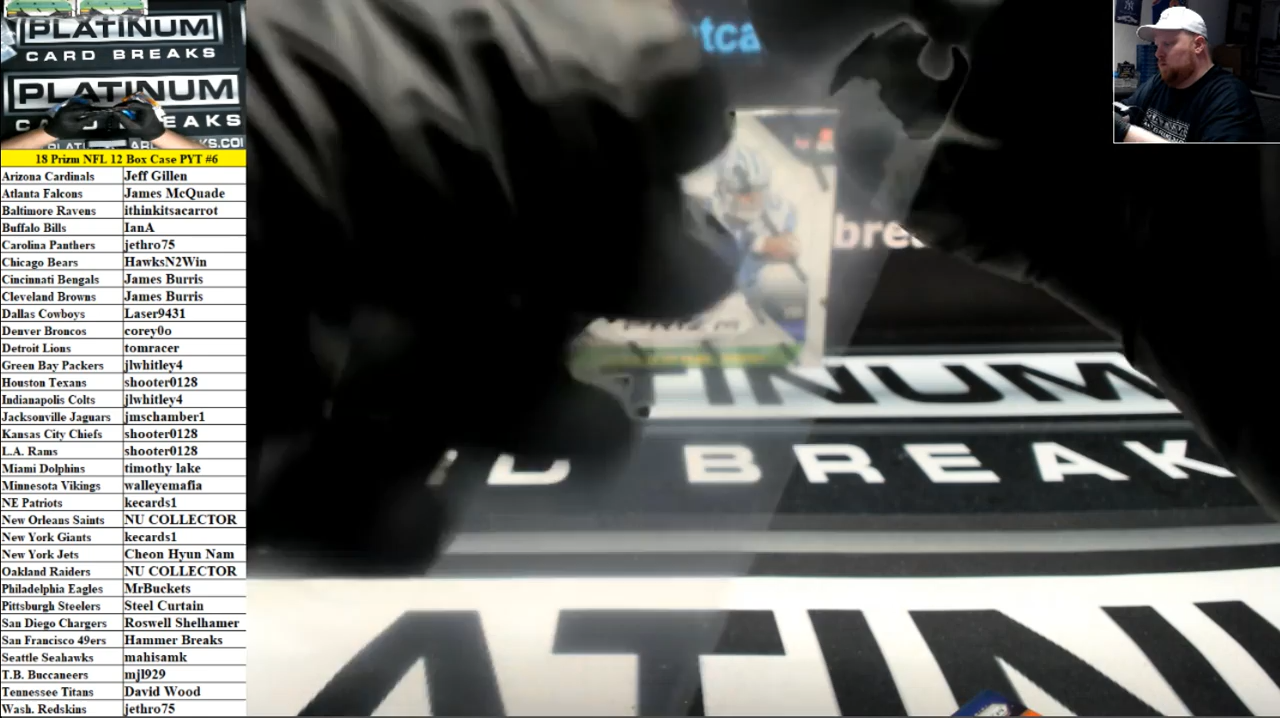 PLATINUM
CARD BREAKS
PLATINUM
18 Prizm NFL 12 Box Case PYT #6
Arizona Cardinals Jeff Gillen
Atlanta Falcons James McQuade
Baltimore Ravens ithinkitsacarrot
Buffalo Bills IanA
Carolina Panthers jethro75
Chicago Bears HawksN2Win
Cincinnati Bengals James Burris
Cleveland Browns James Burris
Dallas Cowboys Laser9431
Denver Broncos corey0o
Detroit Lions tomracer
Green Bay Packers jlwhitley4
Houston Texans shooter0128
Indianapolis Colts jlwhitley4
Jacksonville Jaguars jmschamber1
Kansas City Chiefs shooter0128
L.A. Rams shooter0128
Miami Dolphins timothy lake
Minnesota Vikings walleyemafia
NE Patriots kecards1
New Orleans Saints NU COLLECTOR
New York Giants kecards1
New York Jets Cheon Hyun Nam
Oakland Raiders NU COLLECTOR
Philadelphia Eagles MrBuckets
Pittsburgh Steelers Steel Curtain
San Diego Chargers Roswell Shelhamer
San Francisco 49ers Hammer Breaks
Seattle Seahawks mahisamk
T.B. Buccaneers mjl929
Tennessee Titans David Wood
Wash. Redskins jethro75
tca
brea
TINUM
D BREAK
ATINU